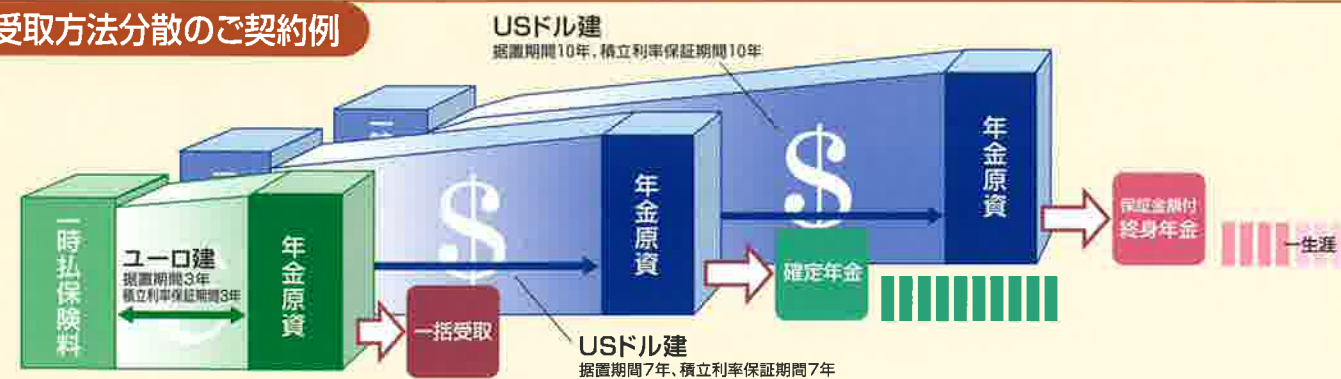 受取方法分散のご契約例
USドル建
据置期間10年、積立利率保証期間10年
年金原資
保証金額付
終身年金
一生涯
年金原資
確定年金
一時払保険料
ユーロ建
据置期間3年
積立利率保証期間3年
年金原資
一括受取
USドル建
据置期間7年、積立利率保証期間7年
$
$